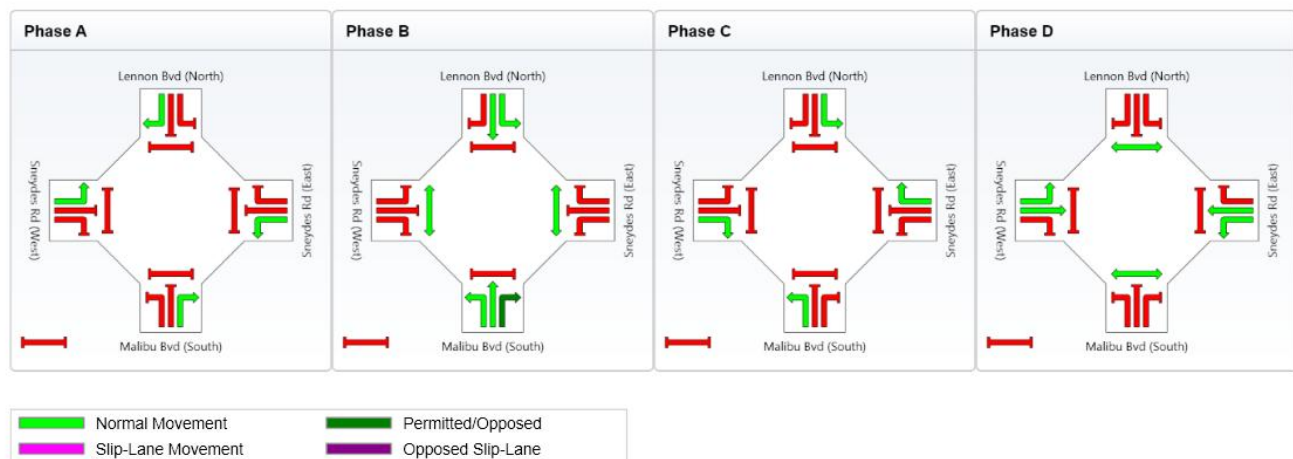 Phase A
Lennon Bvd (North)
Sneydes Rd (West)
Sneydes Rd (East)
Malibu Bvd (South)
Phase B
Lennon Bvd (North)
Sneydes Rd (West)
Sneydes Rd (East)
Malibu Bvd (South)
Phase C
Lennon Bvd (North)
Sneydes Rd (West)
Sneydes Rd (East)
Malibu Bvd (South)
Phase D
Lennon Bvd (North)
Sneydes Rd (West)
Sneydes Rd (East)
Malibu Bvd (South)
Normal Movement
Permitted/Opposed
Slip-Lane Movement
Opposed Slip-Lane